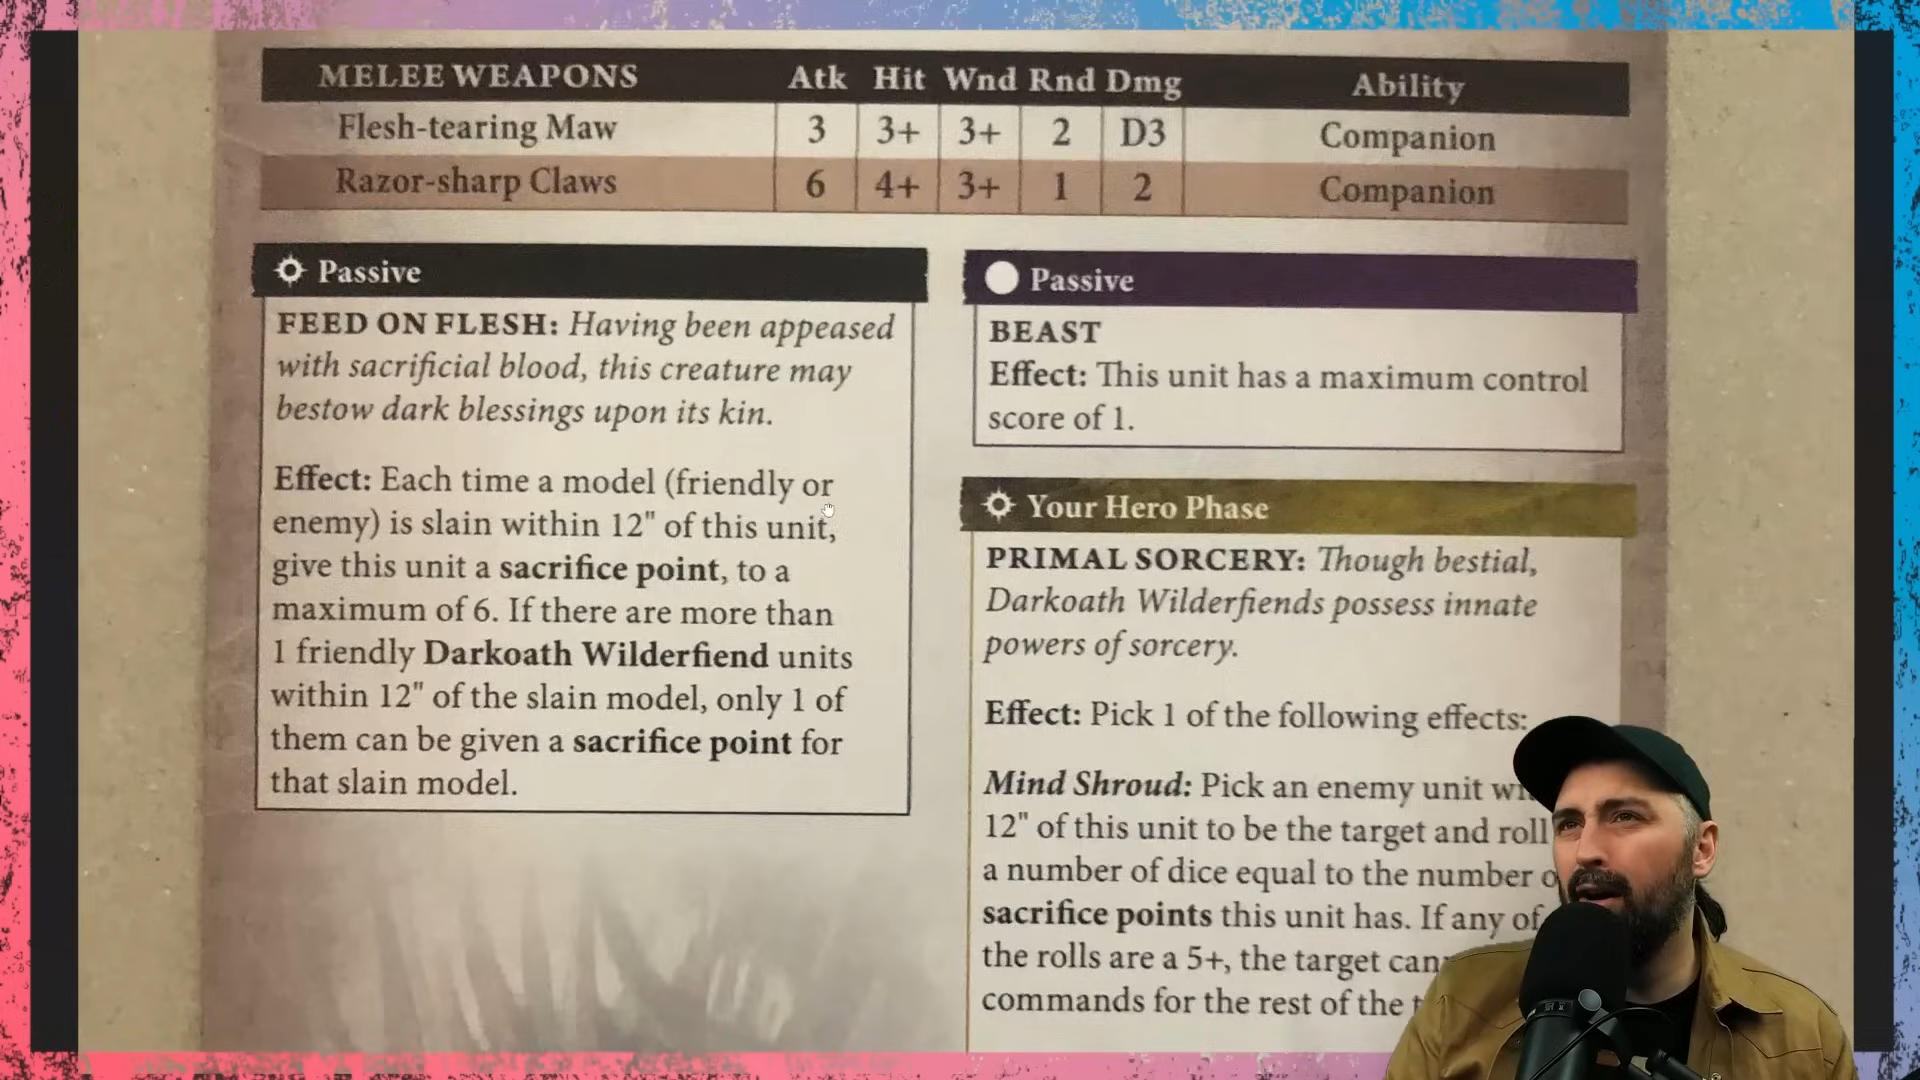 MELEE WEAPONS Atk Hit Wnd Rnd Dmg Ability
Flesh-tearing Maw 3 3+ 3+ 2 D3 Companion
Razor-sharp Claws 6 4+ 3+ 1 2 Companion
Passive
FEED ON FLESH: Having been appeased
with sacrificial blood, this creature may
bestow dark blessings upon its kin.
Effect: Each time a model (friendly or
enemy) is slain within 12" of this unit,
give this unit a sacrifice point, to a
maximum of 6. If there are more than
1 friendly Darkoath Wilderfiend units
within 12" of the slain model, only 1 of
them can be given a sacrifice point for
that slain model.
Passive
BEAST
Effect: This unit has a maximum control
score of 1.
Your Hero Phase
PRIMAL SORCERY: Though bestial,
Darkoath Wilderfiends possess innate
powers of sorcery.
Effect: Pick 1 of the following effects:
Mind Shroud: Pick an enemy unit
12" of this unit to be the target and roll
a number of dice equal to the number
sacrifice points this unit has. If any of
the rolls are a 5+, the target
commands for the rest of the